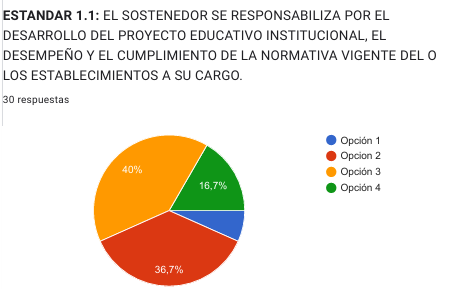 ESTANDAR 1.1: EL SOSTENEDOR SE RESPONSABILIZA POR EL
DESARROLLO DEL PROYECTO EDUCATIVO INSTITUCIONAL, EL
DESEMPEÑO Y EL CUMPLIMIENTO DE LA NORMATIVA VIGENTE DEL O
LOS ESTABLECIMIENTOS A SU CARGO.
30 respuestas
Opción 1
Opcion 2
Opción 3
Opción 4
40%
16,7%
36,7%